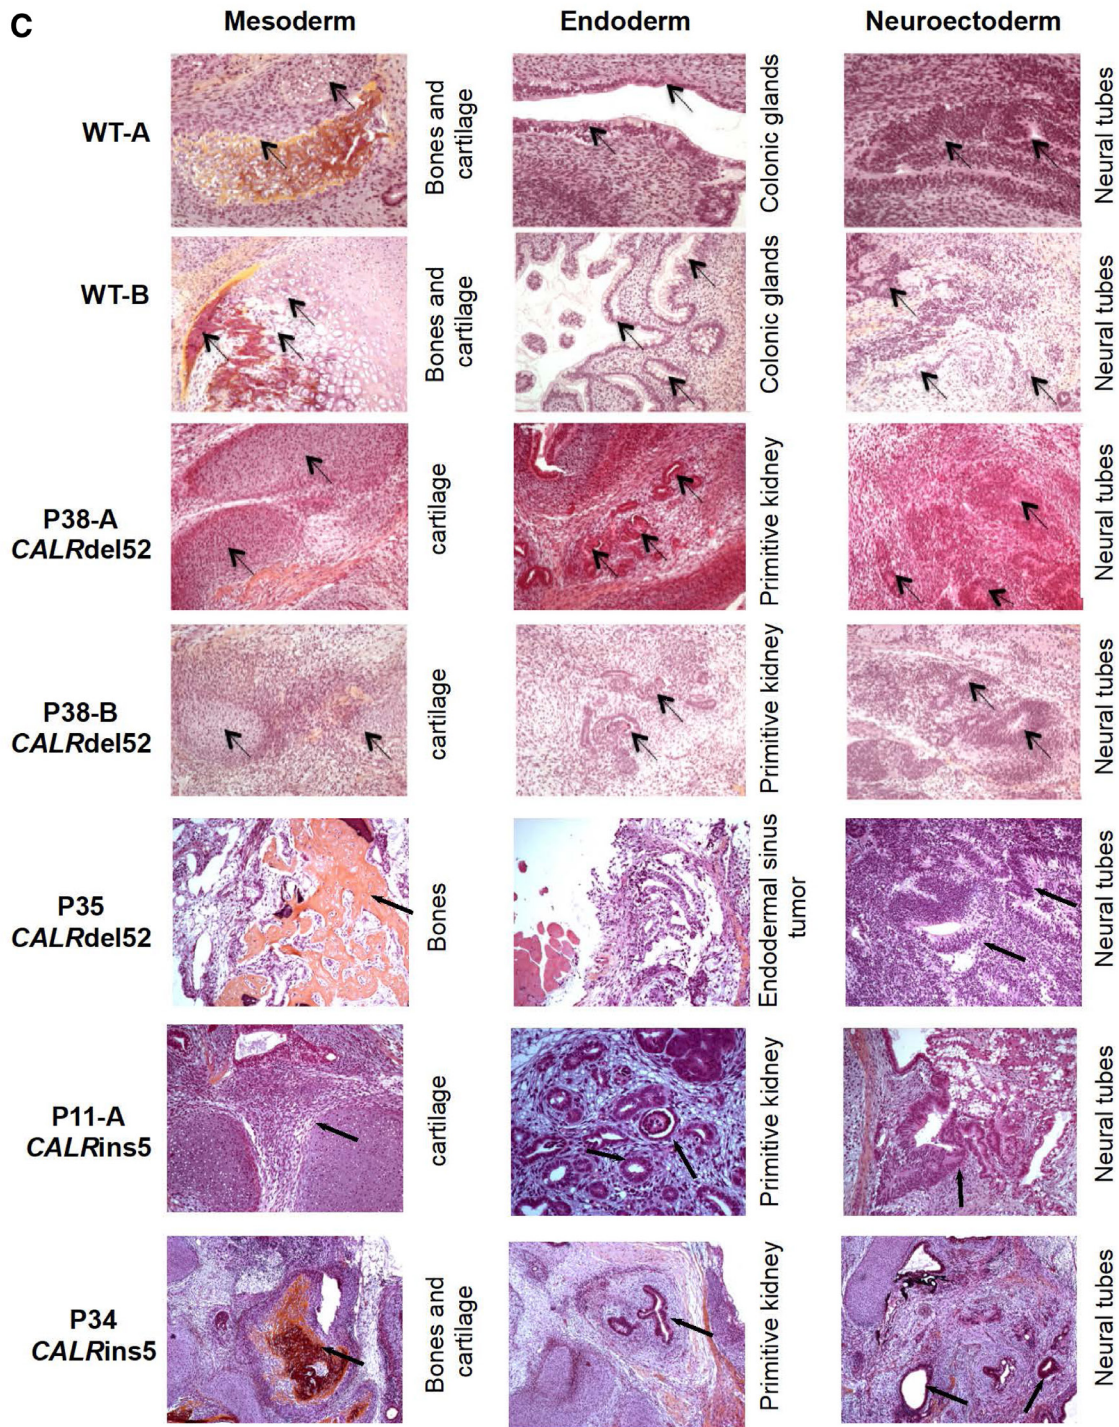 C
Mesoderm
Endoderm
Neuroectoderm
WT-A
Bones and
cartilage
Colonic glands
Neural tubes
WT-B
Bones and
cartilage
Colonic glands
Neural tubes
P38-A
CALRdel52
cartilage
Primitive kidney
Neural tubes
P38-B
CALRdel52
cartilage
Primitive kidney
Neural tubes
P35
CALRdel52
Bones
Endodermal sinus
tumor
Neural tubes
P11-A
CALRins5
cartilage
Primitive kidney
Neural tubes
P34
CALRins5
Bones and
cartilage
Primitive kidney
Neural tubes